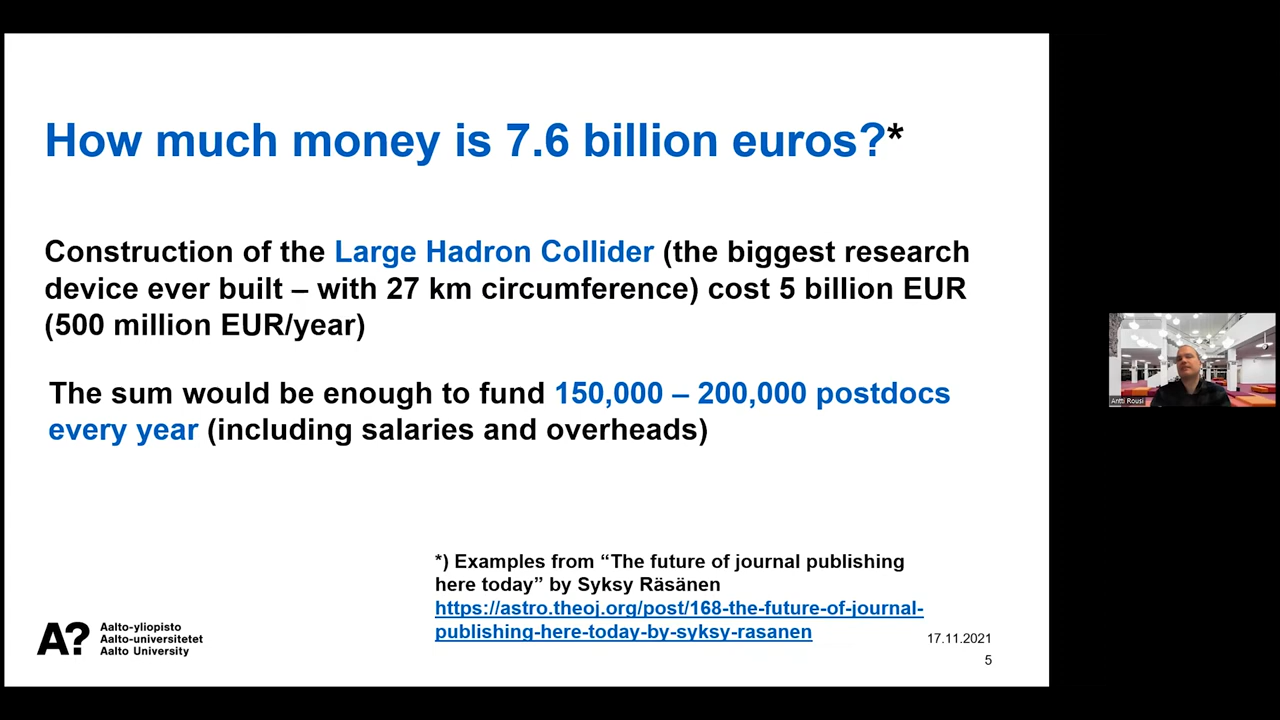 How much money is 7.6 billion euros?*
Construction of the Large Hadron Collider (the biggest research
device ever built – with 27 km circumference) cost 5 billion EUR
(500 million EUR/year)
The sum would be enough to fund 150,000 – 200,000 postdocs
every year (including salaries and overheads)
*) Examples from “The future of journal publishing
here today” by Syksy Räsänen
https://astro.theoj.org/post/168-the-future-of-journal-
publishing-here-today-by-syksy-rasanen
A?
Aalto-yliopisto
Aalto-universitetet
Aalto University
17.11.2021
5
Antti Rousi